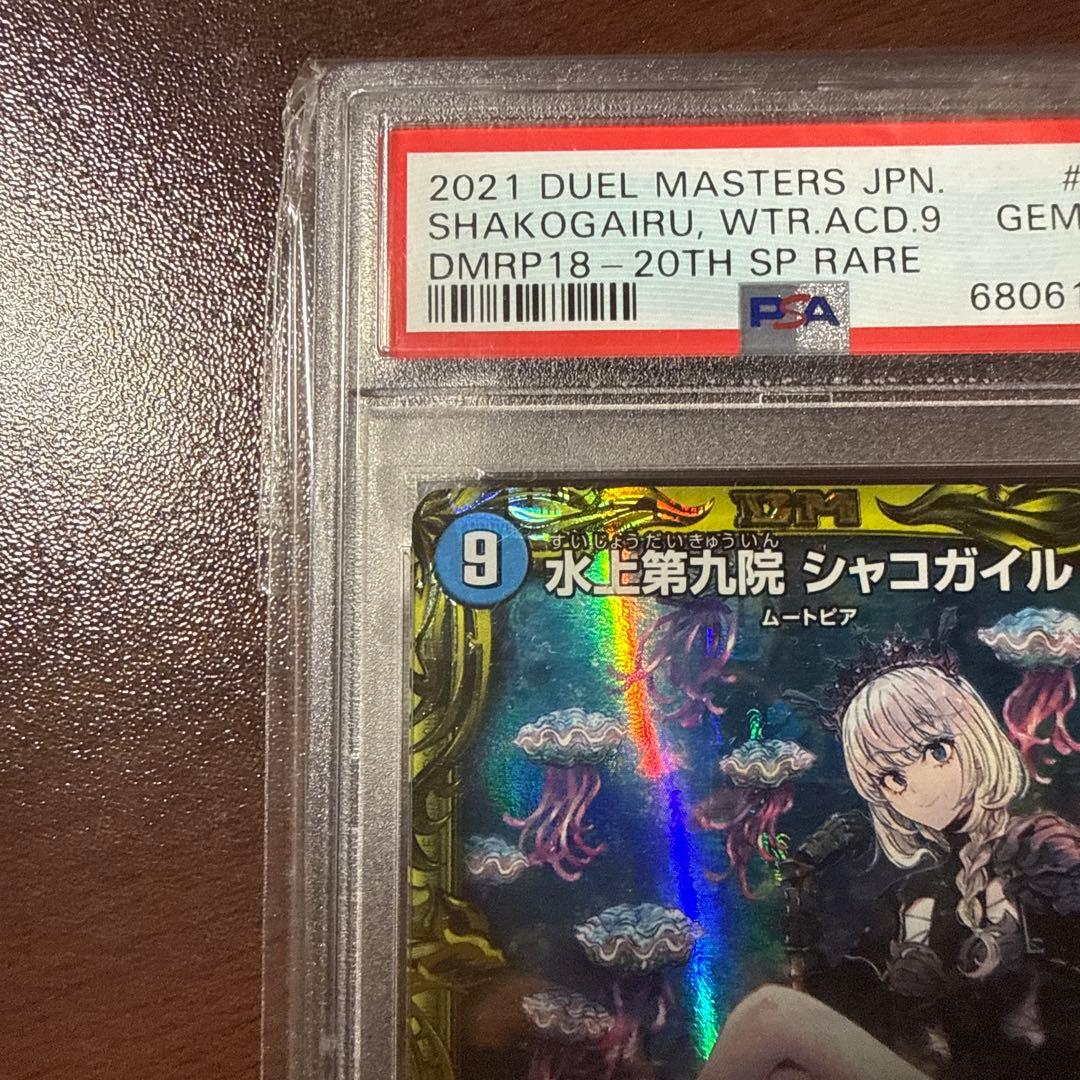 2021 DUEL MASTERS JPN. #
SHAKOGAIRU, WTR.ACD.9 GEM
DMRP18 – 20TH SP RARE
68061
PSA
DM
9
すいじょうだいきゅういん
水上第九院 シャコガイル
ムートピア